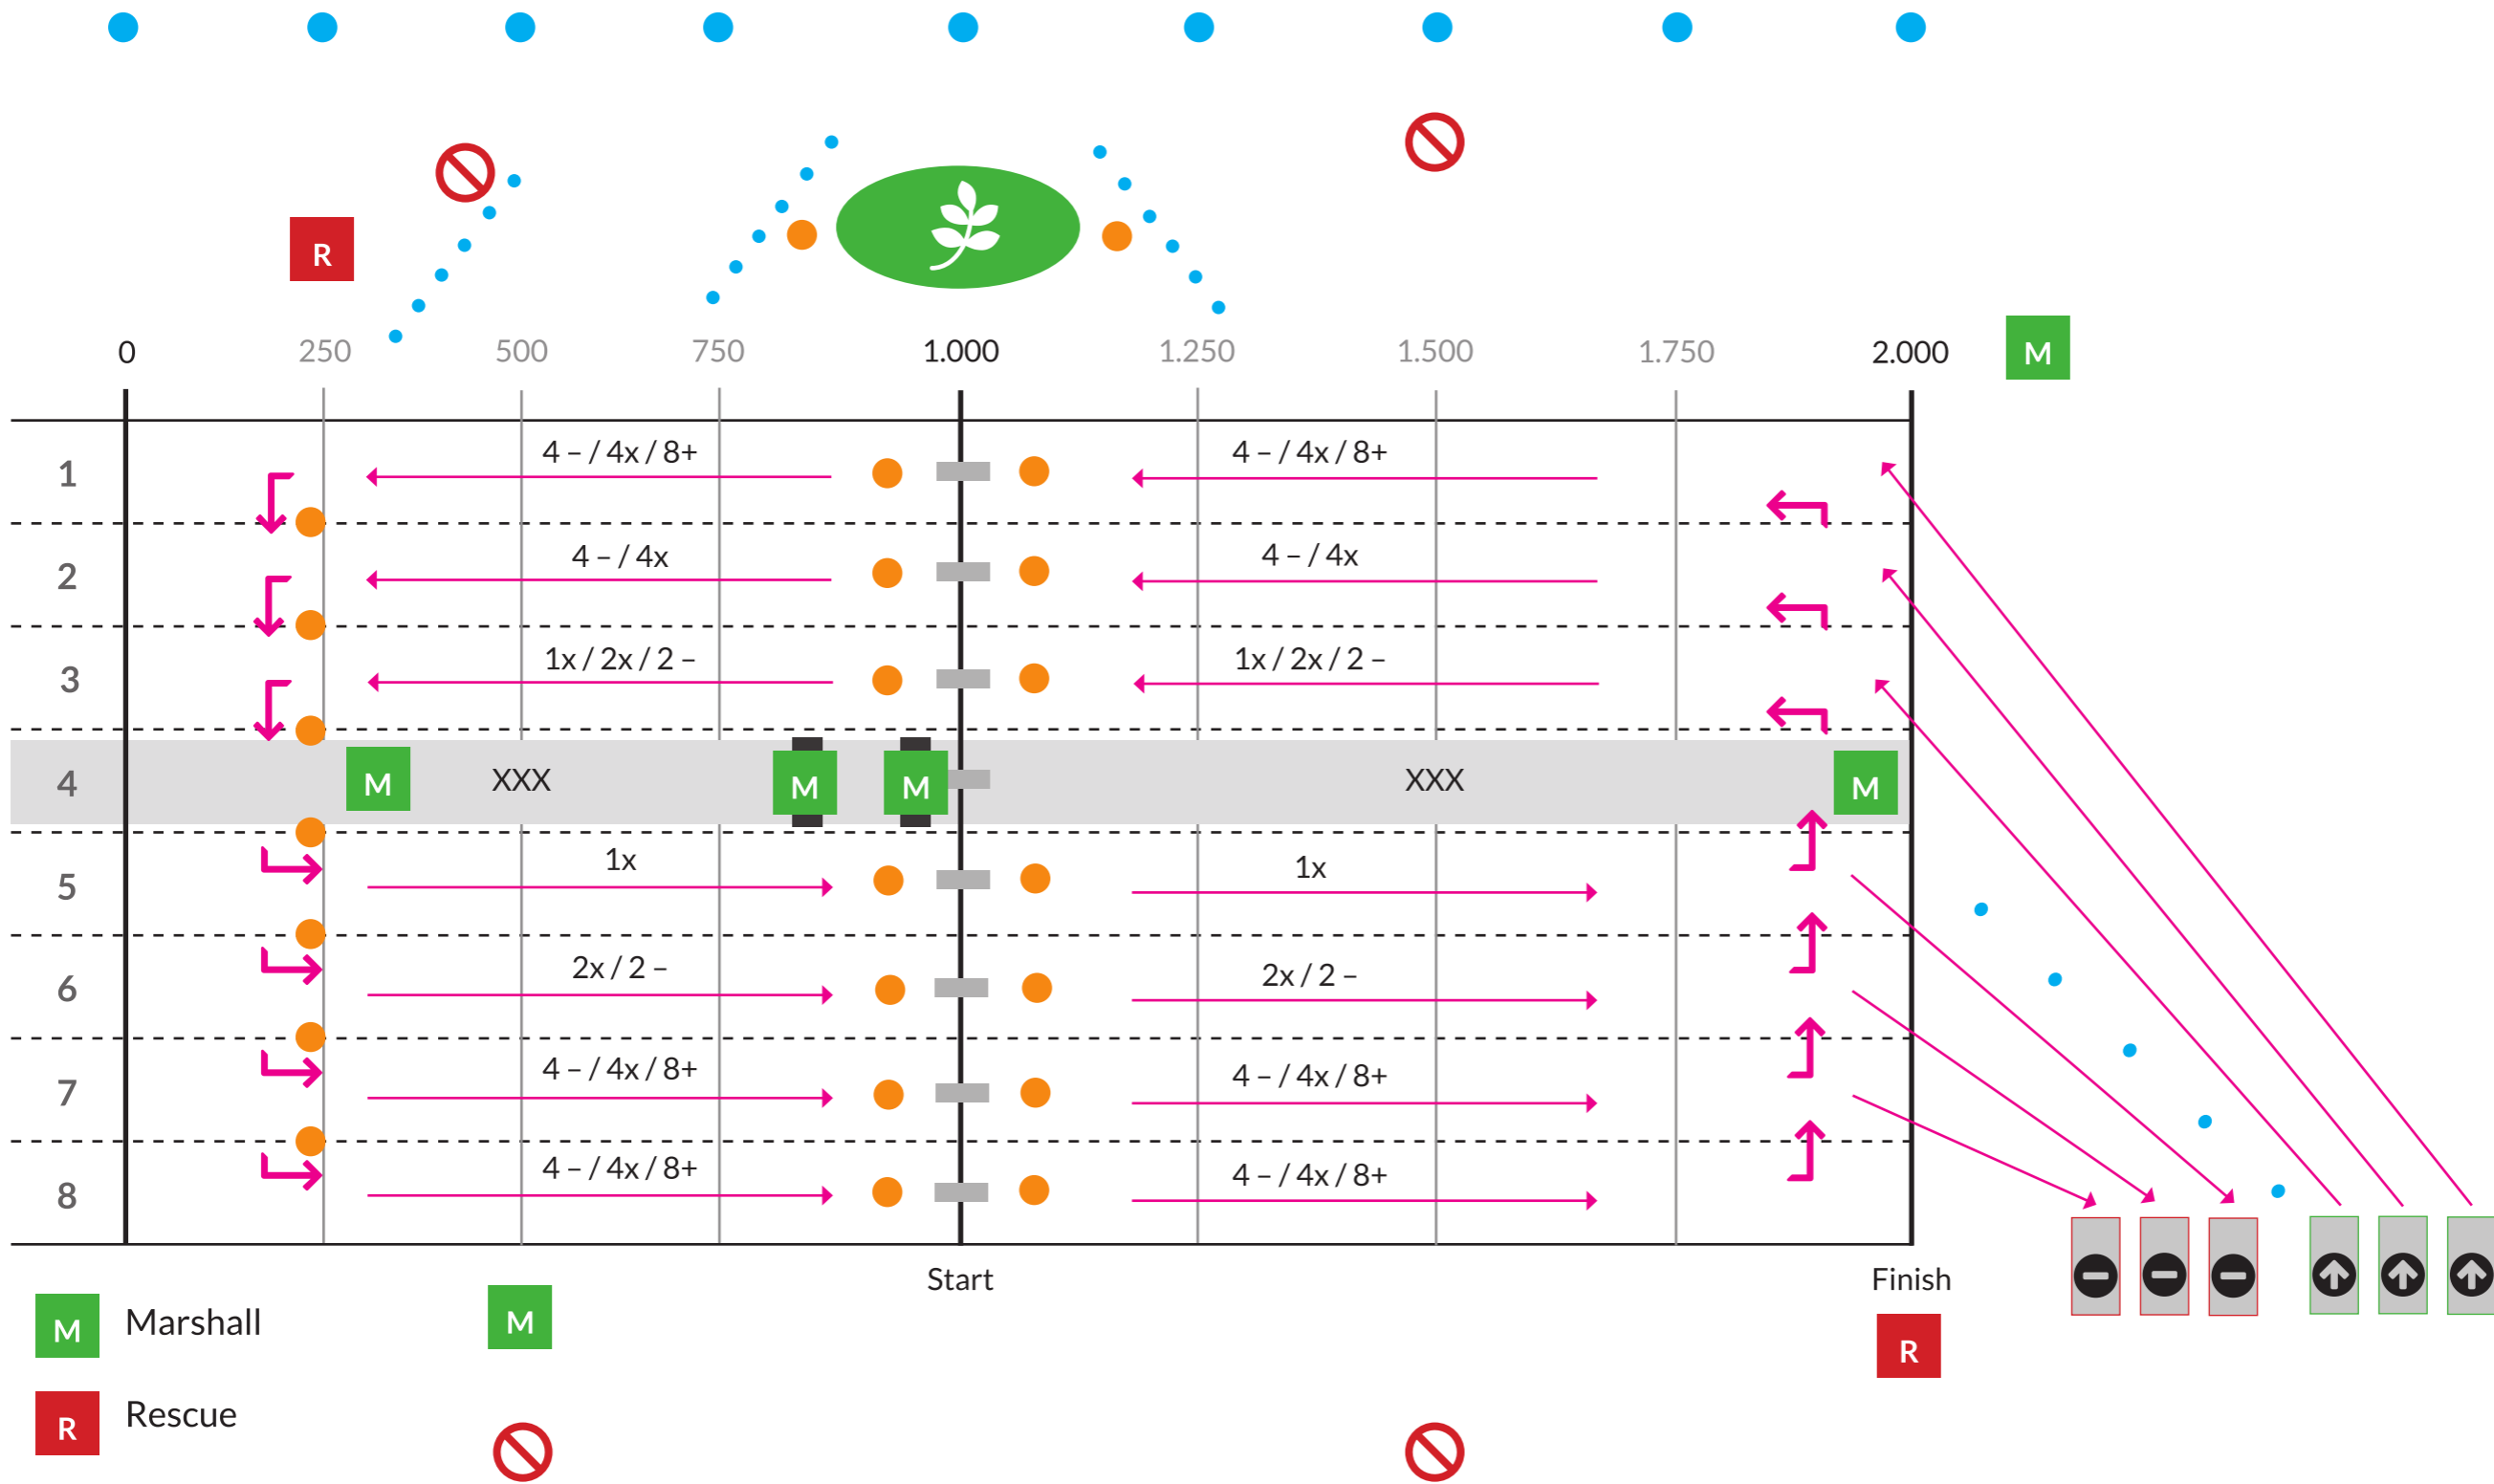 R
0 250 500 750 1.000 1.250 1.500 1.750 2.000 M
1 4 – / 4x / 8+ 4 – / 4x / 8+
2 4 – / 4x 4 – / 4x
3 1x / 2x / 2 – 1x / 2x / 2 –
4 M XXX M M XXX M
5 1x 1x
6 2x / 2 – 2x / 2 –
7 4 – / 4x / 8+ 4 – / 4x / 8+
8 4 – / 4x / 8+ 4 – / 4x / 8+
Start Finish
M Marshall M
R
R Rescue